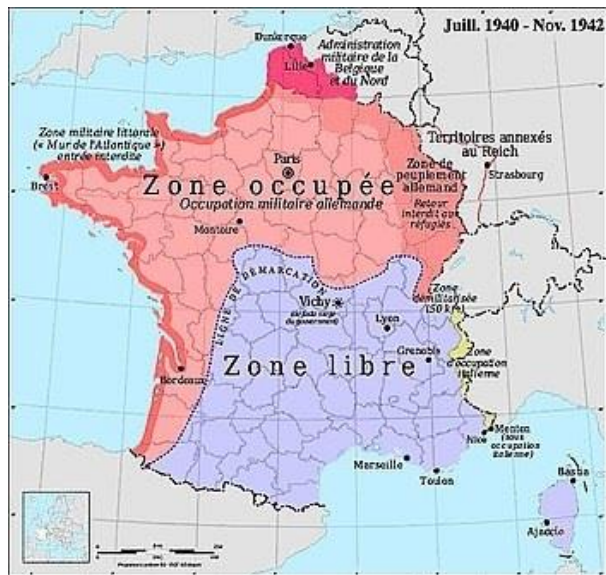 Juill. 1940 - Nov. 1942
Dunkerque
Lille
Administration
militaire de la
Belgique
et du Nord
Zone militaire littorale
(« Mur de l'Atlantique »)
entrée interdite
Brest
Paris
Zone occupée
Occupation militaire allemande
Montoire
Territoires annexés
au Reich
Strasbourg
Zone de
peuplement
allemand
Retour
interdit aux
réfugiés
LIGNE DE DÉMARCATION
Vichy
Zone
démilitarisée
(50 km)
Lyon
Zone libre
Grenoble
Zone
d'occupation
italienne
Bordeaux
Nice
Menton
(sous
occupation
italienne)
Marseille
Toulon
Bastia
Ajaccio